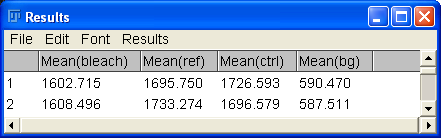 Results
File Edit Font Results
Mean(bleach) Mean(ref) Mean(ctrl) Mean(bg)
1 1602.715 1695.750 1726.593 590.470
2 1608.496 1733.274 1696.579 587.511